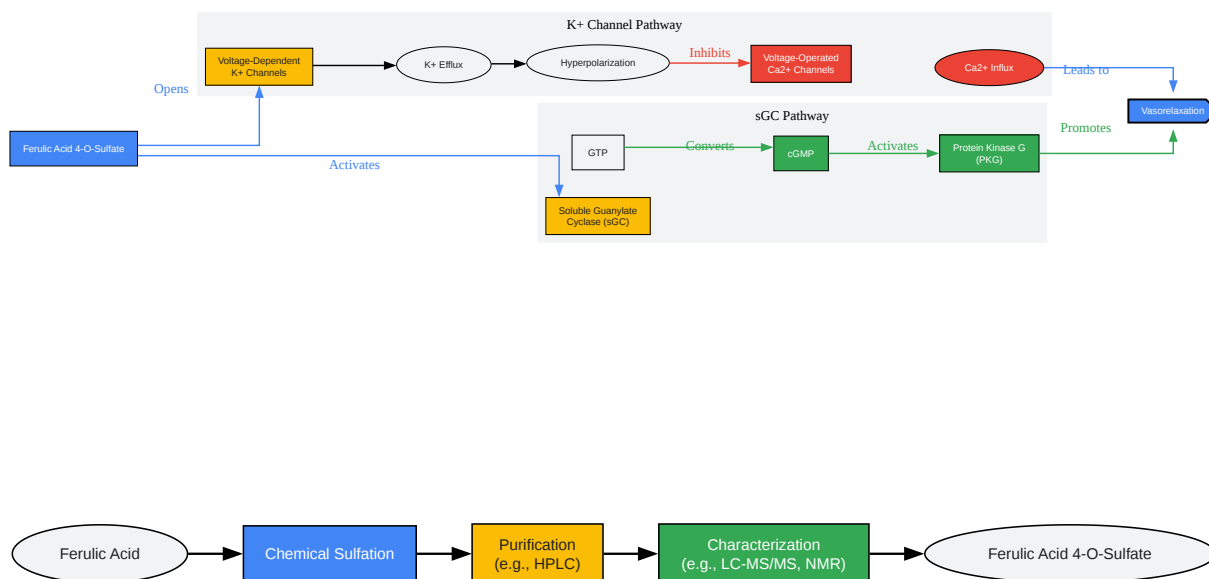 K+ Channel Pathway
Voltage-Dependent
K+ Channels
K+ Efflux
Hyperpolarization
Inhibits
Voltage-Operated
Ca2+ Channels
Ca2+ Influx
Leads to
Opens
Vasorelaxation
sGC Pathway
Promotes
Ferulic Acid 4-O-Sulfate
Activates
GTP
Converts
cGMP
Activates
Protein Kinase G
(PKG)
Soluble Guanylate
Cyclase (sGC)
Ferulic Acid
Chemical Sulfation
Purification
(e.g., HPLC)
Characterization
(e.g., LC-MS/MS, NMR)
Ferulic Acid 4-O-Sulfate